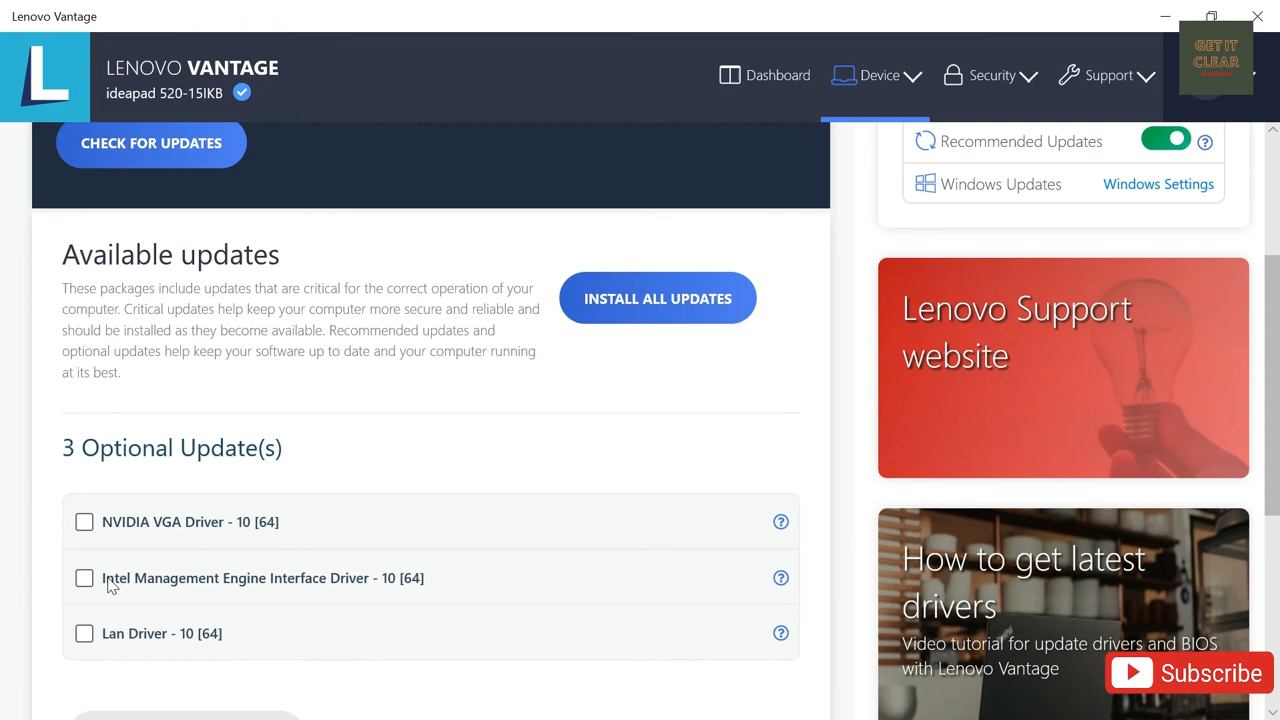 Lenovo Vantage
L
LENOVO VANTAGE
ideapad 520-15IKB
Dashboard
Device
Security
Support
GET IT
CLEAR
CHECK FOR UPDATES
Recommended Updates
Windows Updates
Windows Settings
Available updates
These packages include updates that are critical for the correct operation of your
computer. Critical updates help keep your computer more secure and reliable and
should be installed as they become available. Recommended updates and
optional updates help keep your software up to date and your computer running
at its best.
INSTALL ALL UPDATES
3 Optional Update(s)
NVIDIA VGA Driver - 10 [64]
Intel Management Engine Interface Driver - 10 [64]
Lan Driver - 10 [64]
Lenovo Support
website
How to get latest
drivers
Video tutorial for update drivers and BIOS
with Lenovo Vantage
Subscribe